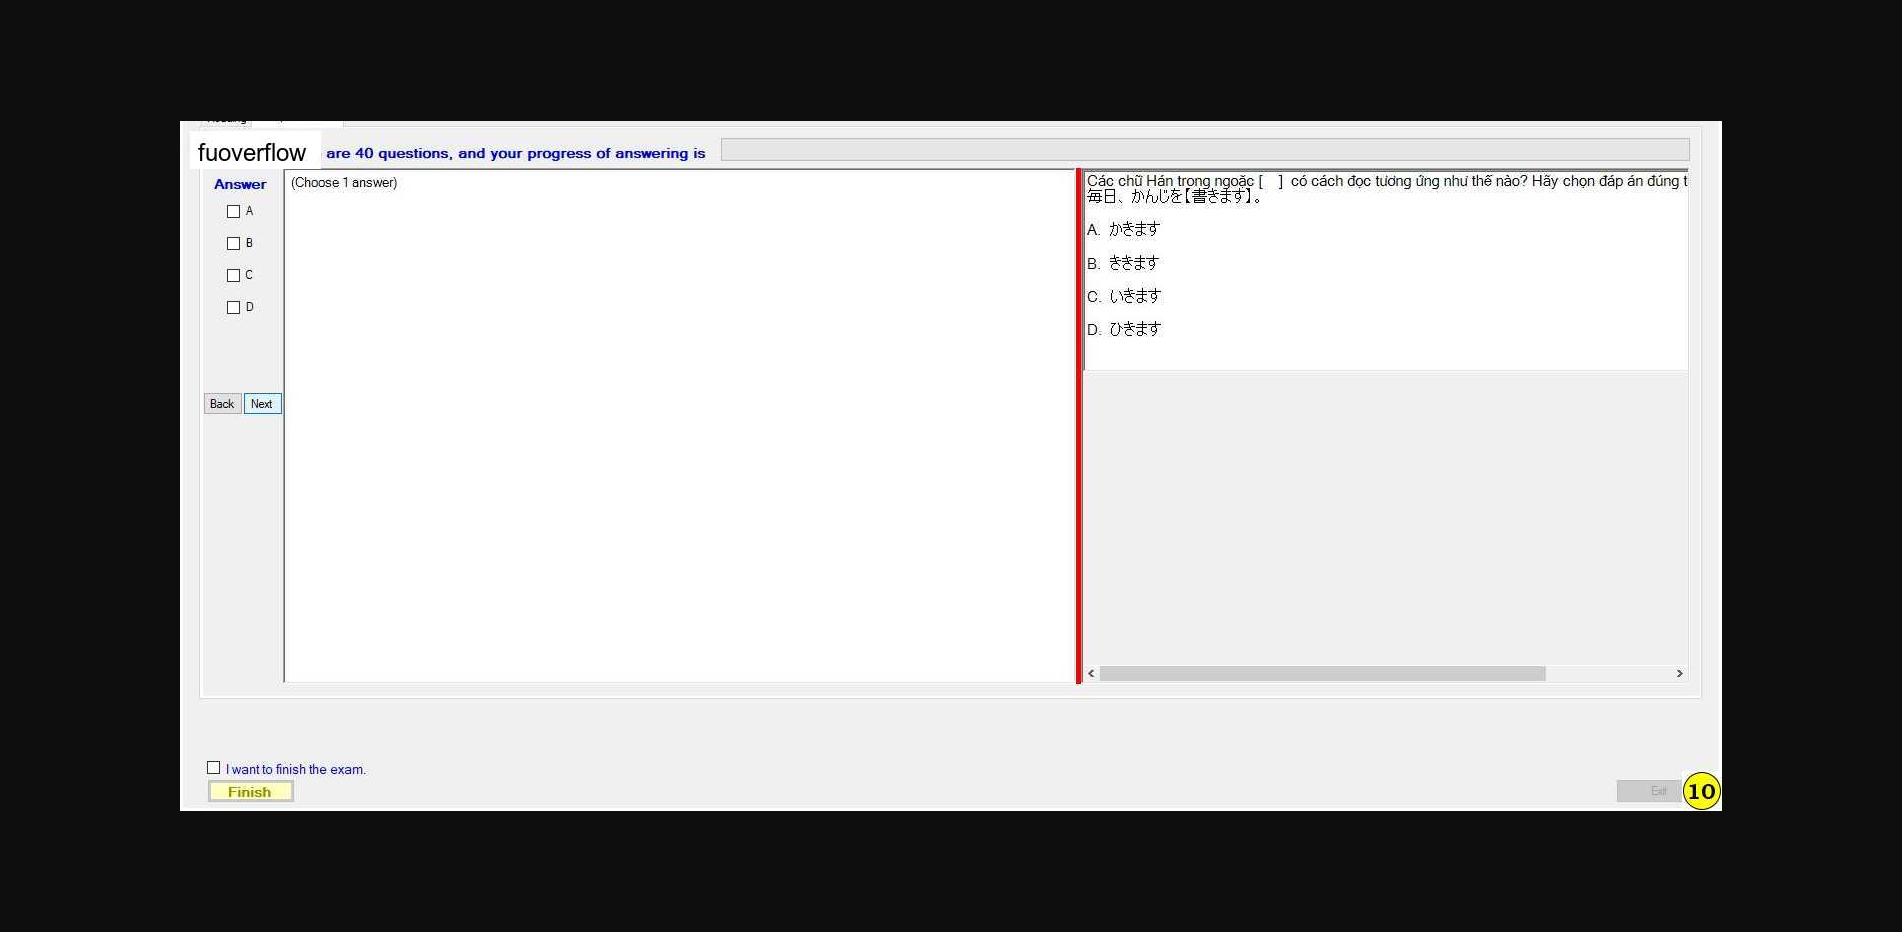 fuoverflow are 40 questions, and your progress of answering is
Answer
A
B
C
D
Back Next
(Choose 1 answer)
Các chữ Hán trong ngoặc [ ] có cách đọc tương ứng như thế nào? Hãy chọn đáp án đúng t
毎日、かんじを【書きます】。
A. かきます
B. ききます
C. いきます
D. ひきます
I want to finish the exam.
Finish
Exit
10